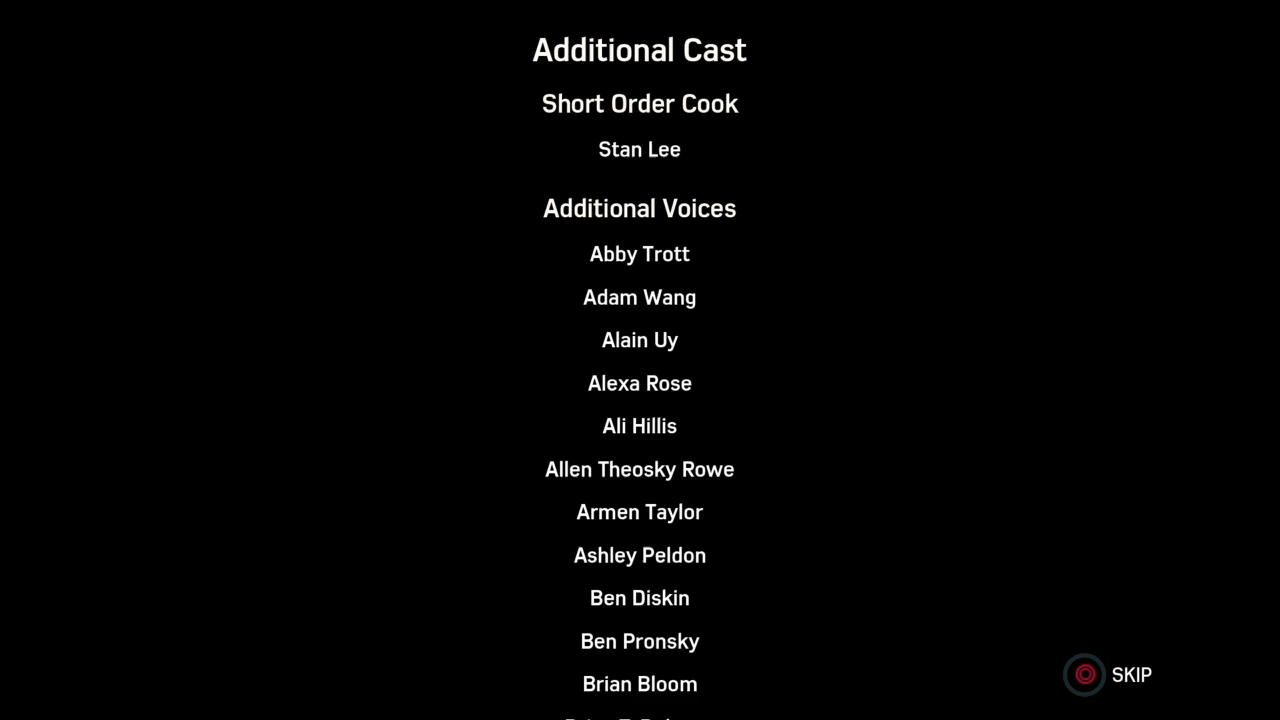 Additional Cast
Short Order Cook
Stan Lee
Additional Voices
Abby Trott
Adam Wang
Alain Uy
Alexa Rose
Ali Hillis
Allen Theosky Rowe
Armen Taylor
Ashley Peldon
Ben Diskin
Ben Pronsky
Brian Bloom
SKIP